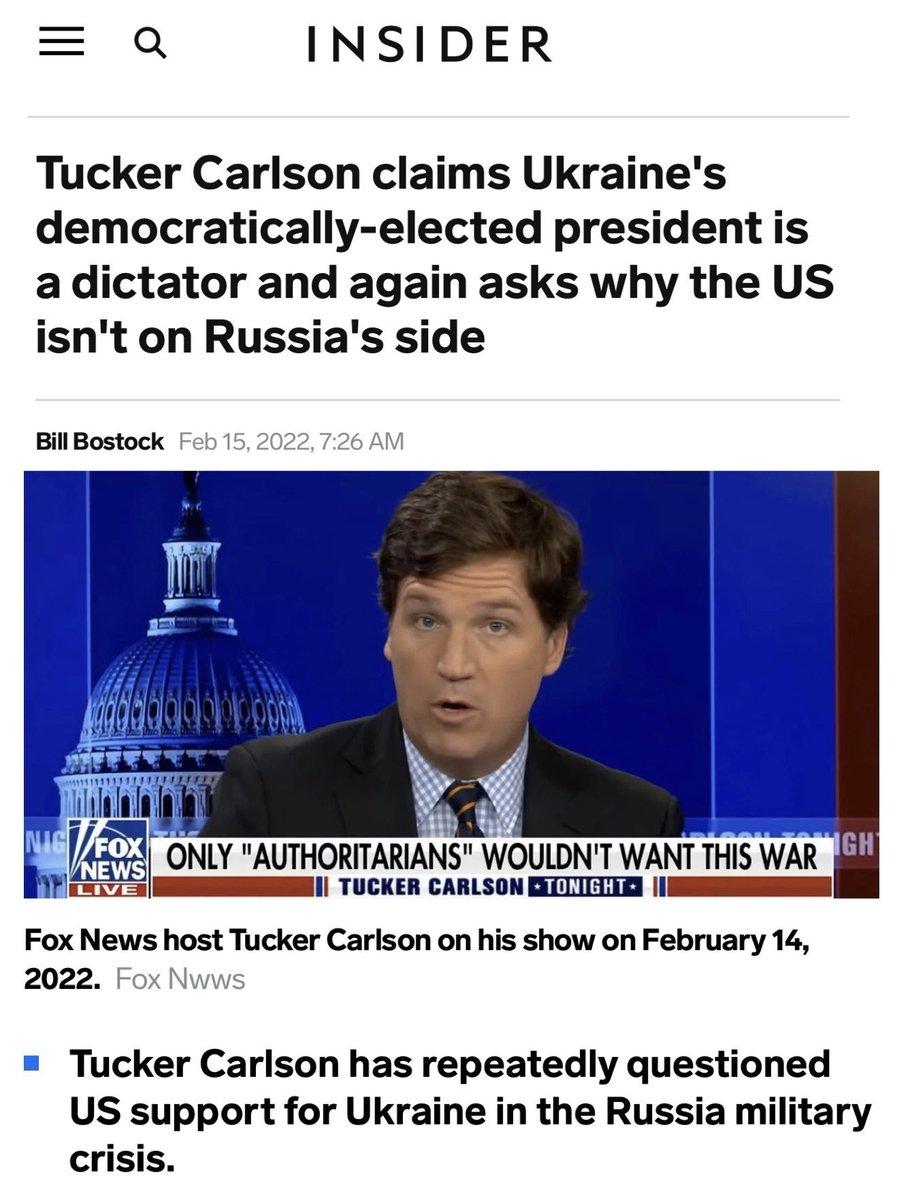 INSIDER
Tucker Carlson claims Ukraine's
democratically-elected president is
a dictator and again asks why the US
isn't on Russia's side
Bill Bostock Feb 15, 2022, 7:26 AM
FOX
NEWS
LIVE
ONLY "AUTHORITARIANS" WOULDN'T WANT THIS WAR
TUCKER CARLSON TONIGHT
Fox News host Tucker Carlson on his show on February 14,
2022. Fox Nwws
Tucker Carlson has repeatedly questioned
US support for Ukraine in the Russia military
crisis.